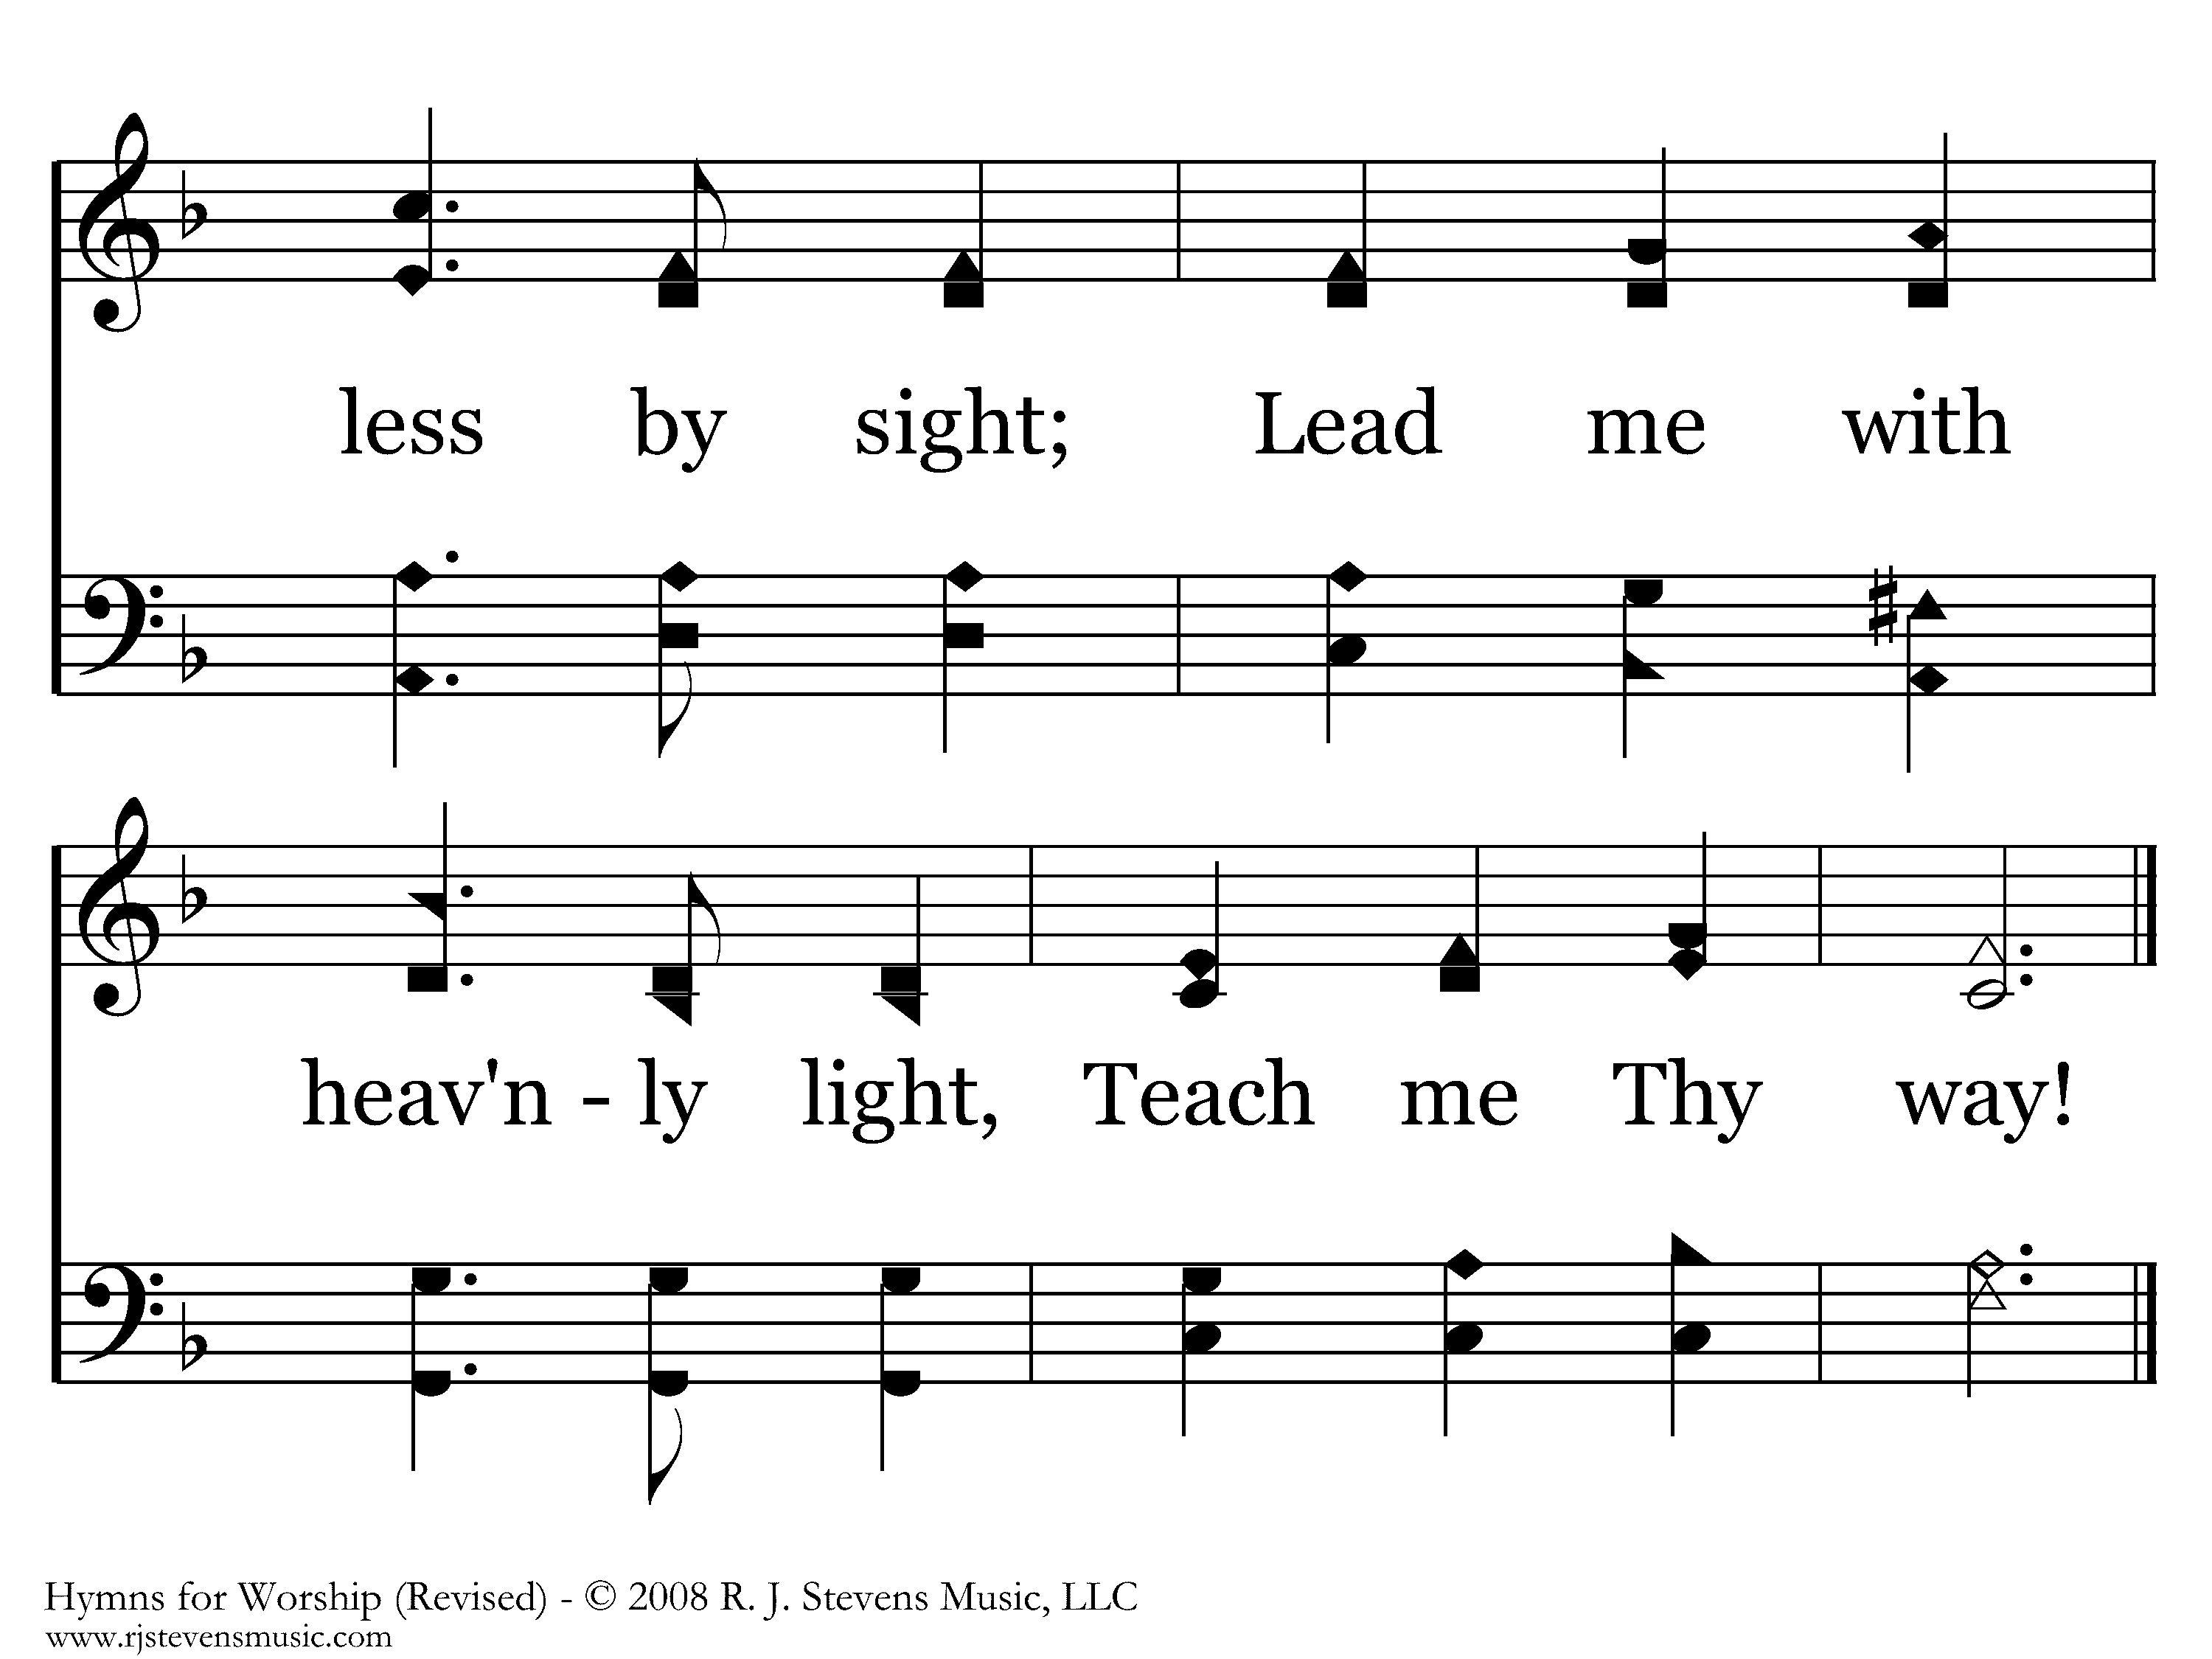 less by sight; Lead me with
heav'n - ly light, Teach me Thy way!
Hymns for Worship (Revised) - © 2008 R. J. Stevens Music, LLC
www.rjstevensmusic.com